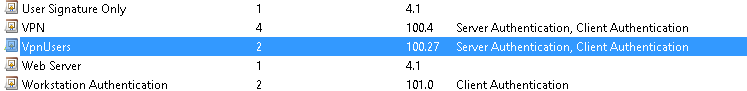 User Signature Only 1 4.1
VPN 4 100.4 Server Authentication, Client Authentication
VpnUsers 2 100.27 Server Authentication, Client Authentication
Web Server 1 4.1
Workstation Authentication 2 101.0 Client Authentication